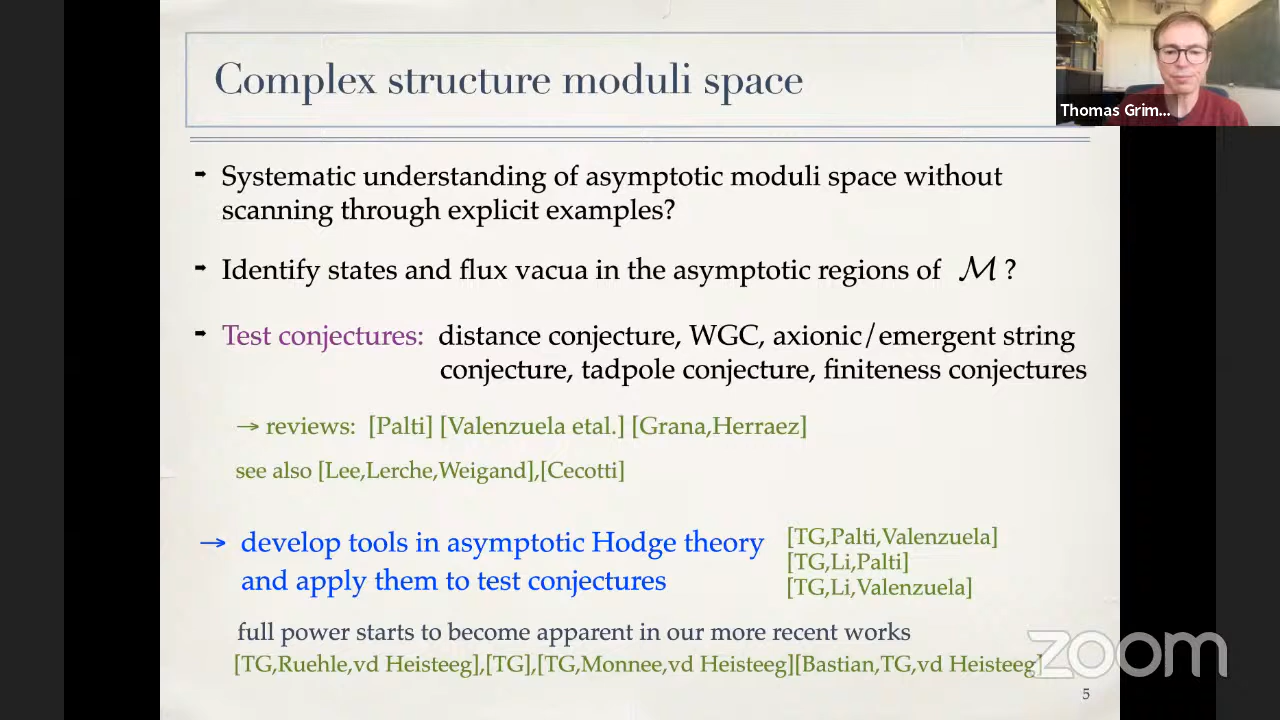 Complex structure moduli space
Thomas Grim...
➡ Systematic understanding of asymptotic moduli space without
scanning through explicit examples?
➡ Identify states and flux vacua in the asymptotic regions of ℳ ?
➡ Test conjectures: distance conjecture, WGC, axionic/emergent string
conjecture, tadpole conjecture, finiteness conjectures
→ reviews: [Palti] [Valenzuela etal.] [Grana,Herraez]
see also [Lee,Lerche,Weigand],[Cecotti]
→ develop tools in asymptotic Hodge theory
and apply them to test conjectures
[TG,Palti,Valenzuela]
[TG,Li,Palti]
[TG,Li,Valenzuela]
full power starts to become apparent in our more recent works
[TG,Ruehle,vd Heisteeg],[TG],[TG,Monnee,vd Heisteeg][Bastian,TG,vd Heisteeg]
zoom
5